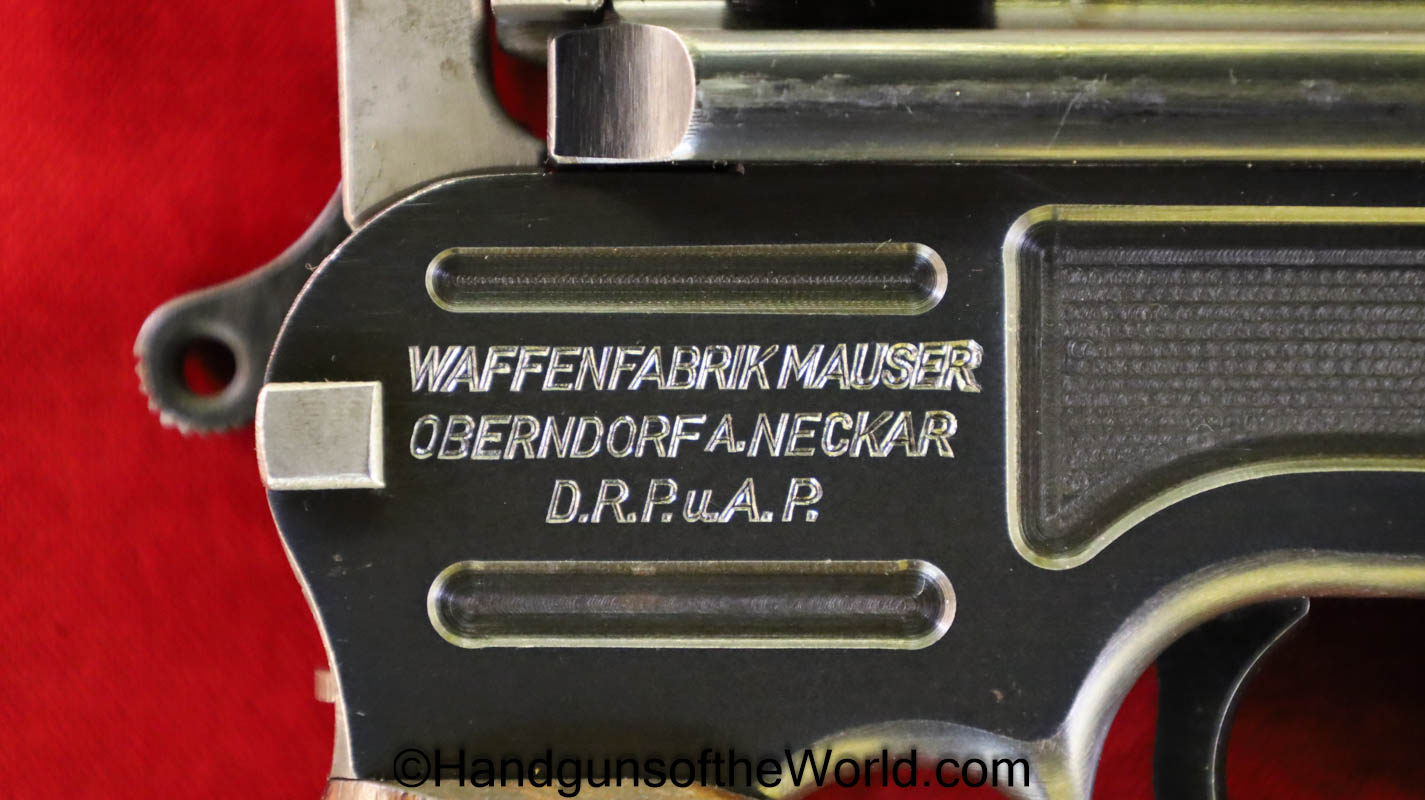 WAFFENFABRIK MAUSER
OBERNDORF A. NECKAR
D.R.P.u.A.P.
©HandgunsoftheWorld.com